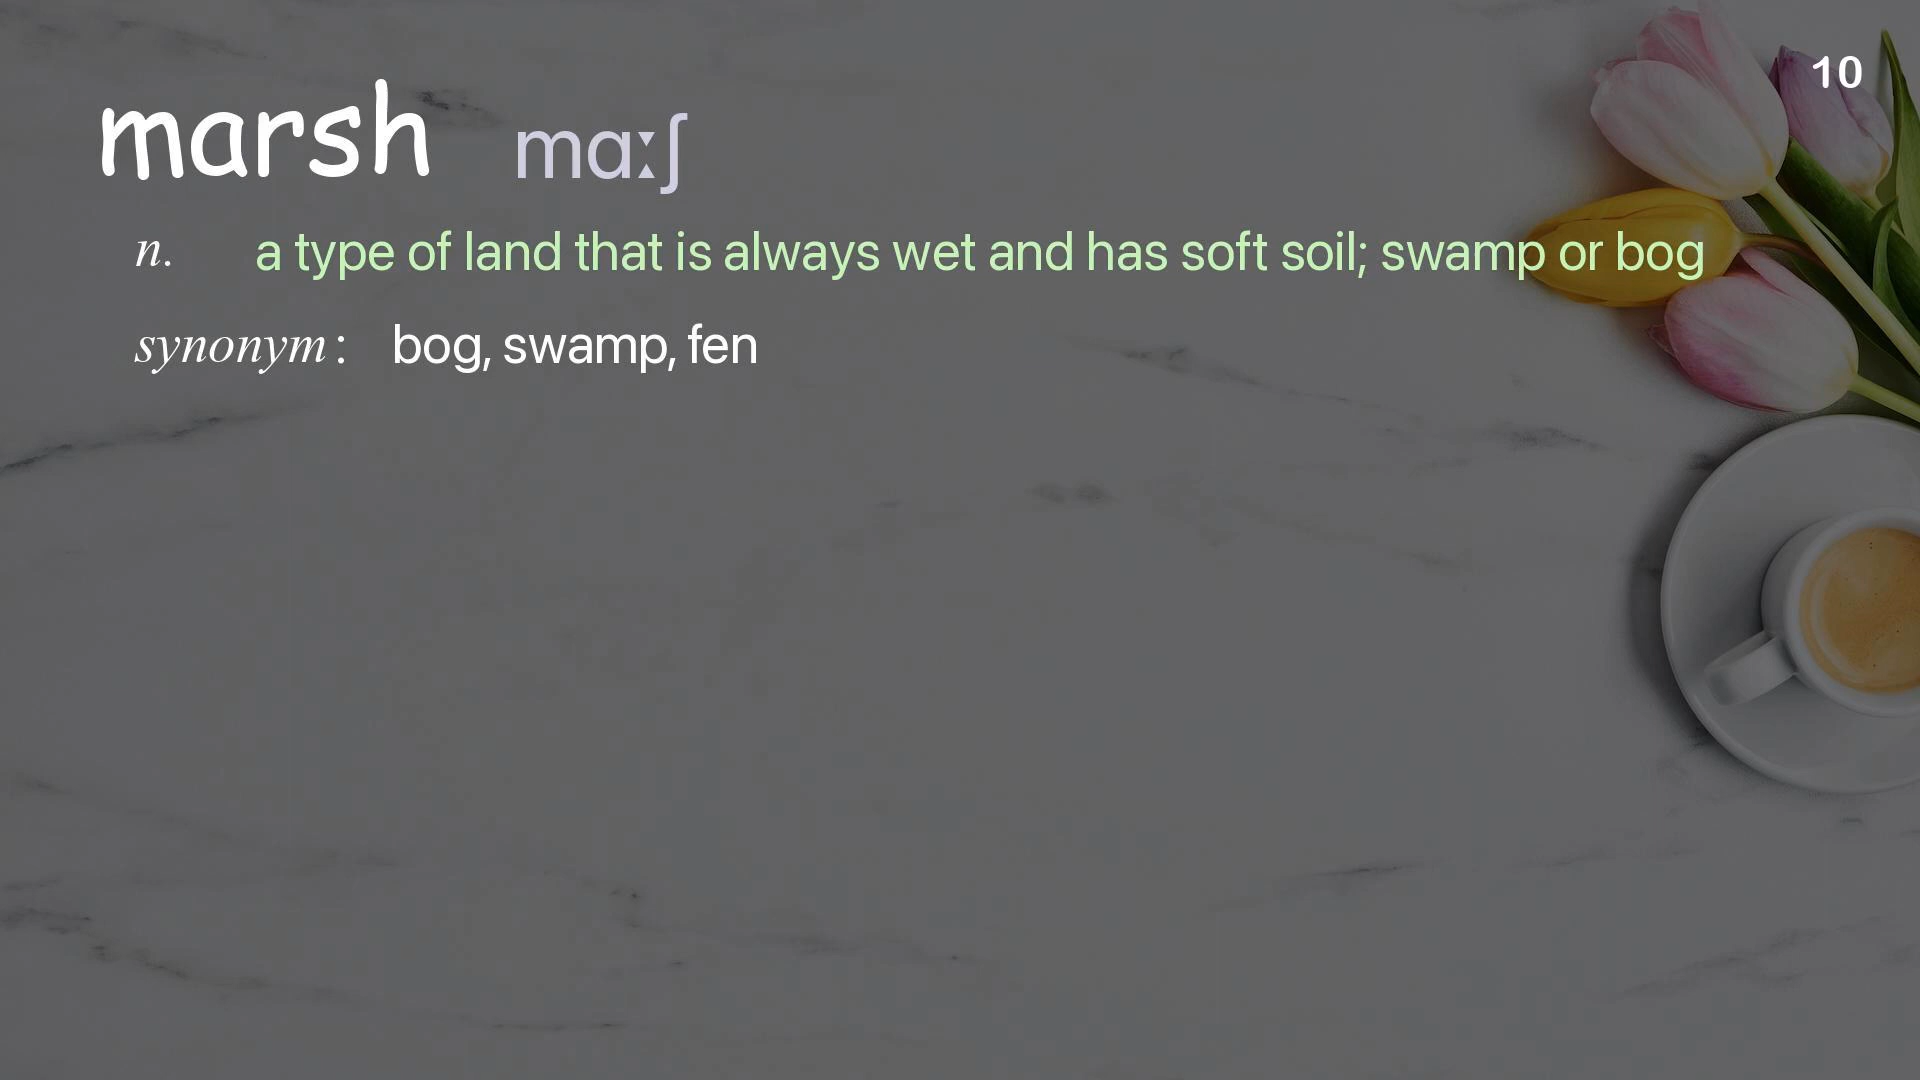 10
marsh mɑːʃ
n. a type of land that is always wet and has soft soil; swamp or bog
synonym: bog, swamp, fen